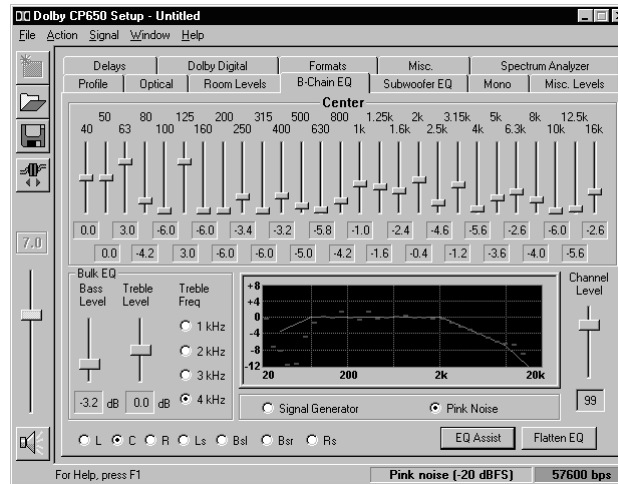 Dolby CP650 Setup - Untitled
File Action Signal Window Help
Delays Dolby Digital Formats Misc. Spectrum Analyzer
Profile Optical Room Levels B-Chain EQ Subwoofer EQ Mono Misc. Levels
Center
50 80 125 200 315 500 800 1.25k 2k 3.15k 5k 8k 12.5k
40 63 100 160 250 400 630 1k 1.6k 2.5k 4k 6.3k 10k 16k
0.0 3.0 -6.0 -6.0 -3.4 -3.2 -5.8 -1.0 -2.4 -4.6 -5.6 -2.6 -6.0 -2.6
0.0 -4.2 3.0 -6.0 -6.0 -5.0 -4.2 -1.6 -0.4 -1.2 -3.6 -4.0 -5.6
7.0
Bulk EQ
Bass Level
Treble Level
Treble Freq
1 kHz
2 kHz
3 kHz
4 kHz
-3.2 dB 0.0 dB
+8
+4
0
-4
-8
-12
20 200 2k 20k
Channel Level
99
Signal Generator Pink Noise
L C R Ls Bsl Bsr Rs
EQ Assist Flatten EQ
For Help, press F1 Pink noise (-20 dBFS) 57600 bps